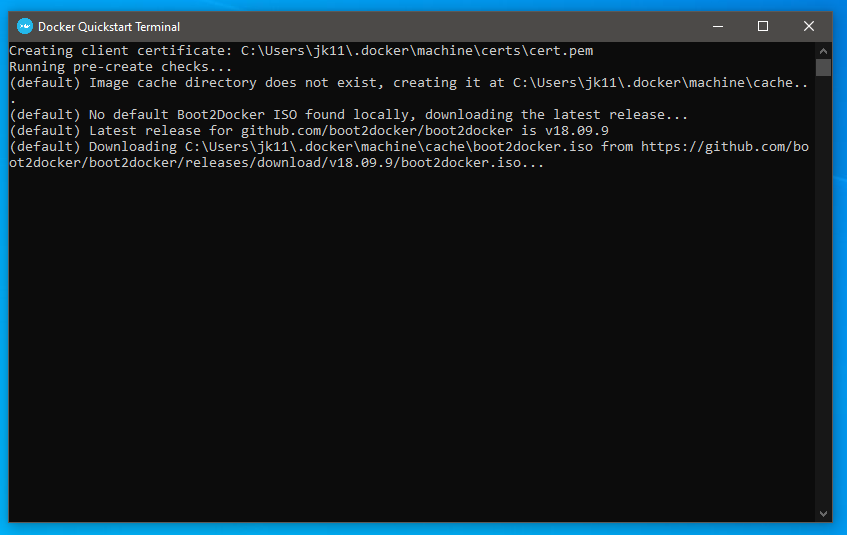 Docker Quickstart Terminal
Creating client certificate: C:\Users\jk11\.docker\machine\certs\cert.pem
Running pre-create checks...
(default) Image cache directory does not exist, creating it at C:\Users\jk11\.docker\machine\cache..
.
(default) No default Boot2Docker ISO found locally, downloading the latest release...
(default) Latest release for github.com/boot2docker/boot2docker is v18.09.9
(default) Downloading C:\Users\jk11\.docker\machine\cache\boot2docker.iso from https://github.com/bo
ot2docker/boot2docker/releases/download/v18.09.9/boot2docker.iso...